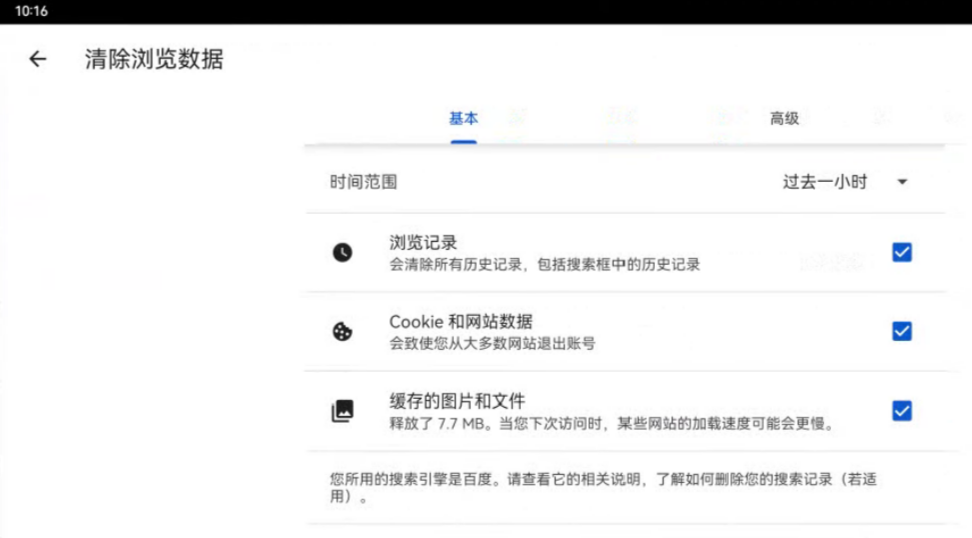 10:16
清除浏览数据
基本
高级
时间范围
过去一小时
浏览记录
会清除所有历史记录，包括搜索框中的历史记录
Cookie 和网站数据
会致使您从大多数网站退出账号
缓存的图片和文件
释放了 7.7 MB。当您下次访问时，某些网站的加载速度可能会更慢。
您所用的搜索引擎是百度。请查看它的相关说明，了解如何删除您的搜索记录（若适
用）。